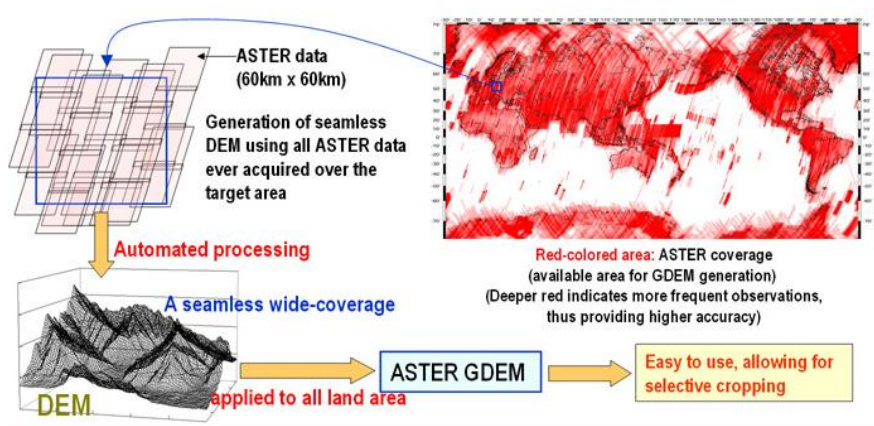 ASTER data
(60km x 60km)
Generation of seamless
DEM using all ASTER data
ever acquired over the
target area
Automated processing
Red-colored area: ASTER coverage
(available area for GDEM generation)
(Deeper red indicates more frequent observations,
thus providing higher accuracy)
A seamless wide-coverage
DEM
applied to all land area
ASTER GDEM
Easy to use, allowing for
selective cropping